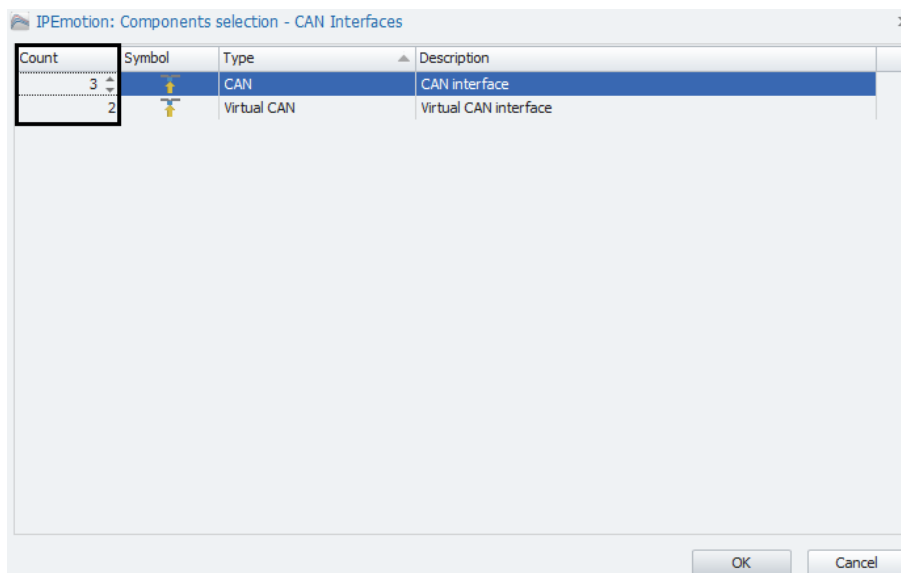 IPEmotion: Components selection - CAN Interfaces
Count Symbol Type Description
3 CAN CAN interface
2 Virtual CAN Virtual CAN interface
OK Cancel